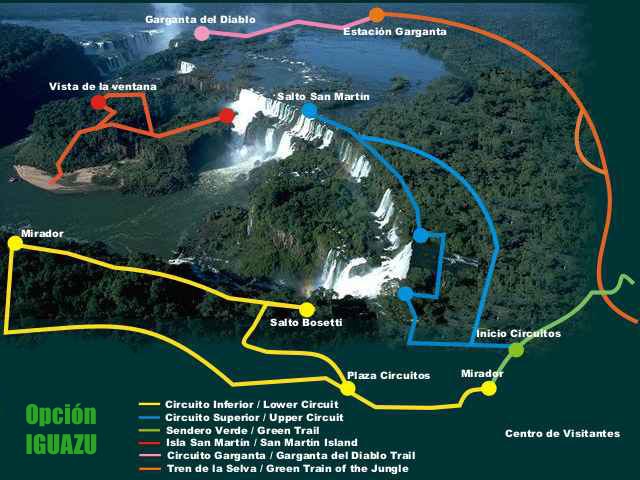 Garganta del Diablo
Estación Garganta
Vista de la ventana
Salto San Martin
Mirador
Salto Bosetti
Inicio Circuitos
Plaza Circuitos
Mirador
Opción
IGUAZU
Circuito Inferior / Lower Circuit
Circuito Superior / Upper Circuit
Sendero Verde / Green Trail
Isla San Martín / San Martín Island
Circuito Garganta / Garganta del Diablo Trail
Tren de la Selva / Green Train of the Jungle
Centro de Visitantes